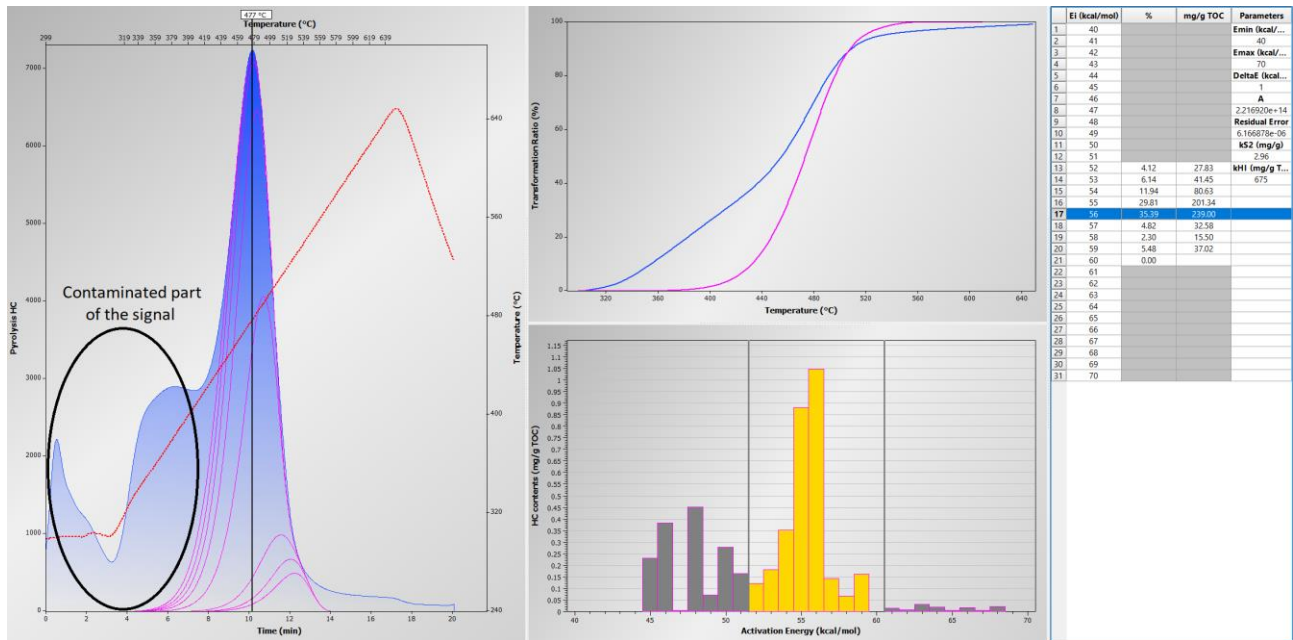 477 °C
Temperature (°C)
299 319 339 359 379 399 419 439 459 479 499 519 539 559 579 599 619 639
7000
6000
5000
4000
3000
2000
1000
0
Pyrolysis HC
Contaminated part
of the signal
640
560
480
400
320
240
Temperature (°C)
0 2 4 6 8 10 12 14 16 18 20
Time (min)
100
80
60
40
20
0
Transformation Ratio (%)
320 360 400 440 480 520 560 600 640
Temperature (°C)
1.15
1.1
1.05
1
0.95
0.9
0.85
0.8
0.75
0.7
0.65
0.6
0.55
0.5
0.45
0.4
0.35
0.3
0.25
0.2
0.15
0.1
0.05
0
HC contents (mg/g TOC)
40 45 50 55 60 65 70
Activation Energy (kcal/mol)
Ei (kcal/mol) % mg/g TOC Parameters
1 40 Emin (kcal/...
2 41 40
3 42 Emax (kcal/...
4 43 70
5 44 DeltaE (kcal...
6 45 1
7 46 A
8 47 2.216920e+14
9 48 Residual Error
10 49 6.166878e-06
11 50 kS2 (mg/g)
12 51 2.96
13 52 4.12 27.83 kHI (mg/g T...
14 53 6.14 41.45 675
15 54 11.94 80.63
16 55 29.81 201.34
17 56 35.39 239.00
18 57 4.82 32.58
19 58 2.30 15.50
20 59 5.48 37.02
21 60 0.00
22 61
23 62
24 63
25 64
26 65
27 66
28 67
29 68
30 69
31 70